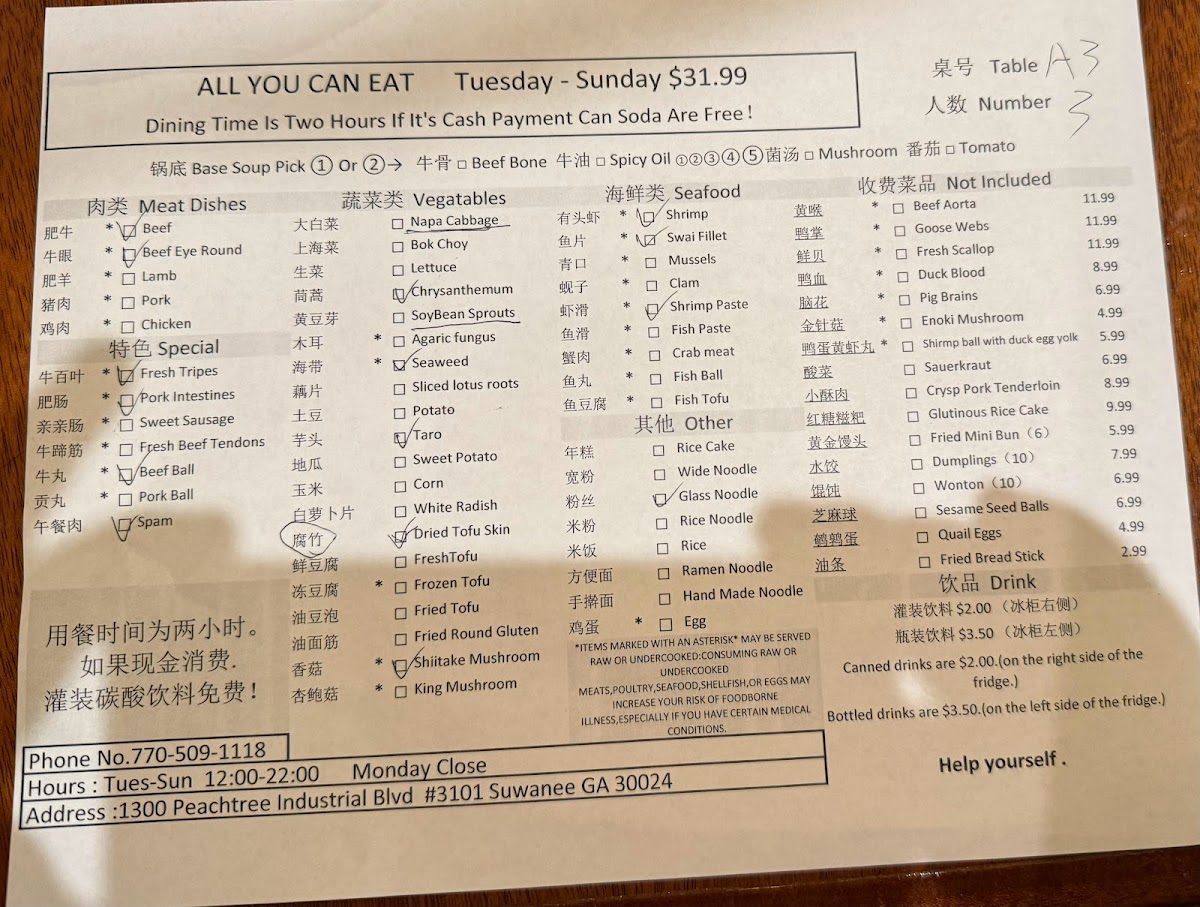 ALL YOU CAN EAT Tuesday - Sunday $31.99
Dining Time Is Two Hours If It's Cash Payment Can Soda Are Free!
桌号 Table A3
人数 Number 3
锅底 Base Soup Pick ① Or ②→ 牛骨 □ Beef Bone 牛油 □ Spicy Oil ①②③④⑤ 菌汤 □ Mushroom 番茄 □ Tomato
肉类 Meat Dishes
肥牛 * Beef
牛眼 * Beef Eye Round
肥羊 * Lamb
猪肉 * Pork
鸡肉 * Chicken
特色 Special
牛百叶 * Fresh Tripes
肥肠 * Pork Intestines
亲亲肠 * Sweet Sausage
牛蹄筋 * Fresh Beef Tendons
牛丸 * Beef Ball
贡丸 * Pork Ball
午餐肉 Spam
用餐时间为两小时。
如果现金消费.
灌装碳酸饮料免费！
蔬菜类 Vegatables
大白菜 Napa Cabbage
上海菜 Bok Choy
生菜 Lettuce
茼蒿 Chrysanthemum
黄豆芽 SoyBean Sprouts
木耳 * Agaric fungus
海带 * Seaweed
藕片 Sliced lotus roots
土豆 Potato
芋头 Taro
地瓜 Sweet Potato
玉米 Corn
白萝卜片 White Radish
腐竹 Dried Tofu Skin
鲜豆腐 FreshTofu
冻豆腐 * Frozen Tofu
油豆泡 Fried Tofu
油面筋 Fried Round Gluten
香菇 * Shiitake Mushroom
杏鲍菇 * King Mushroom
海鲜类 Seafood
有头虾 * Shrimp
鱼片 * Swai Fillet
青口 * Mussels
蚬子 * Clam
虾滑 * Shrimp Paste
鱼滑 * Fish Paste
蟹肉 * Crab meat
鱼丸 * Fish Ball
鱼豆腐 * Fish Tofu
其他 Other
年糕 Rice Cake
宽粉 Wide Noodle
粉丝 Glass Noodle
米粉 Rice Noodle
米饭 Rice
方便面 Ramen Noodle
手擀面 Hand Made Noodle
鸡蛋 * Egg
*ITEMS MARKED WITH AN ASTERISK* MAY BE SERVED
RAW OR UNDERCOOKED:CONSUMING RAW OR
UNDERCOOKED
MEATS,POULTRY,SEAFOOD,SHELLFISH,OR EGGS MAY
INCREASE YOUR RISK OF FOODBORNE
ILLNESS,ESPECIALLY IF YOU HAVE CERTAIN MEDICAL
CONDITIONS.
收费菜品 Not Included
黄喉 * Beef Aorta 11.99
鸭掌 * Goose Webs 11.99
鲜贝 * Fresh Scallop 11.99
鸭血 * Duck Blood 8.99
脑花 * Pig Brains 6.99
金针菇 * Enoki Mushroom 4.99
鸭蛋黄虾丸 * Shirmp ball with duck egg yolk 5.99
酸菜 Sauerkraut 6.99
小酥肉 Crysp Pork Tenderloin 8.99
红糖糍粑 Glutinous Rice Cake 9.99
黄金馒头 Fried Mini Bun（6） 5.99
水饺 Dumplings（10） 7.99
馄饨 Wonton（10） 6.99
芝麻球 Sesame Seed Balls 6.99
鹌鹑蛋 Quail Eggs 4.99
油条 Fried Bread Stick 2.99
饮品 Drink
灌装饮料 $2.00 （冰柜右侧）
瓶装饮料 $3.50 （冰柜左侧）
Canned drinks are $2.00.(on the right side of the
fridge.)
Bottled drinks are $3.50.(on the left side of the fridge.)
Help yourself .
Phone No.770-509-1118
Hours : Tues-Sun 12:00-22:00 Monday Close
Address :1300 Peachtree Industrial Blvd #3101 Suwanee GA 30024